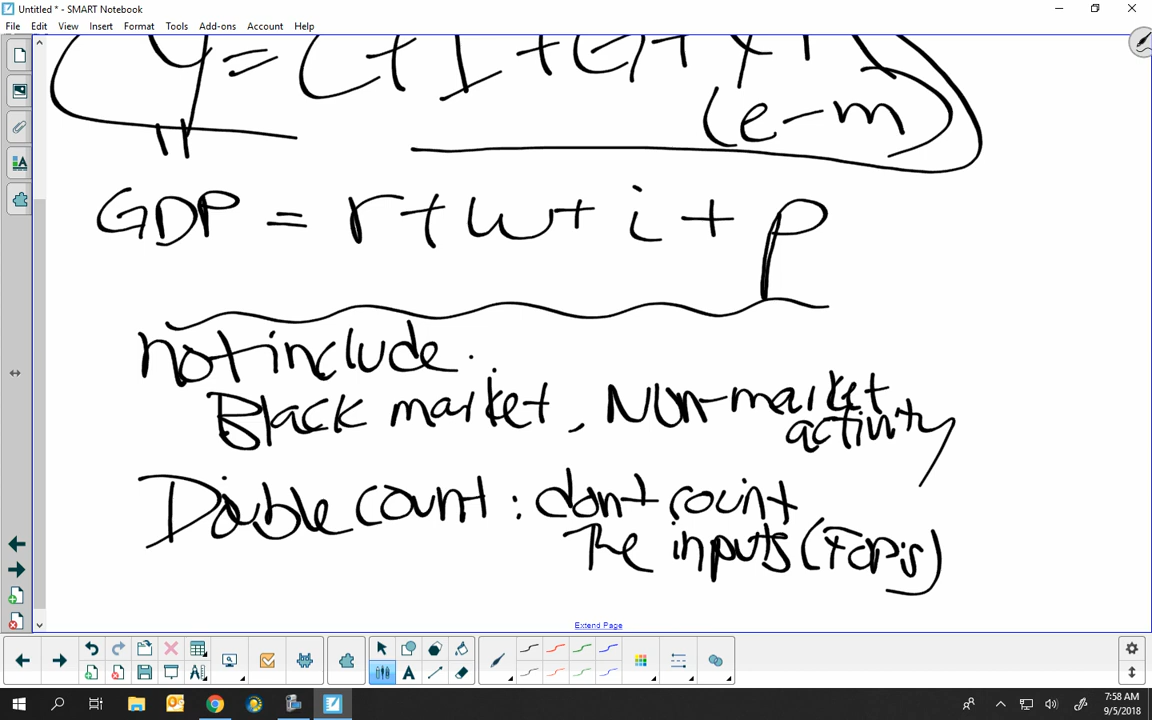 Untitled * - SMART Notebook
File Edit View Insert Format Tools Add-ons Account Help
(e-m)
GDP = r + w + i + p
not include.
Black market, Non-market
activity
Double count : dont count
The inputs (FOP's)
Extend Page
7:58 AM
9/5/2018